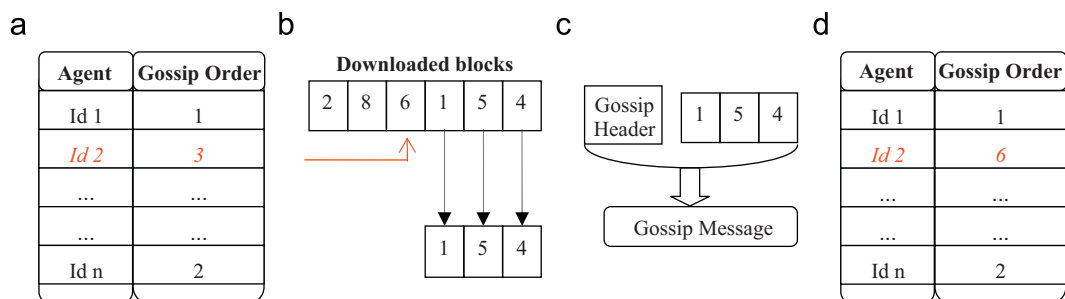 a
Agent Gossip Order
Id 1 1
Id 2 3
... ...
... ...
Id n 2
b
Downloaded blocks
2 8 6 1 5 4
1 5 4
c
Gossip
Header
1 5 4
Gossip Message
d
Agent Gossip Order
Id 1 1
Id 2 6
... ...
... ...
Id n 2